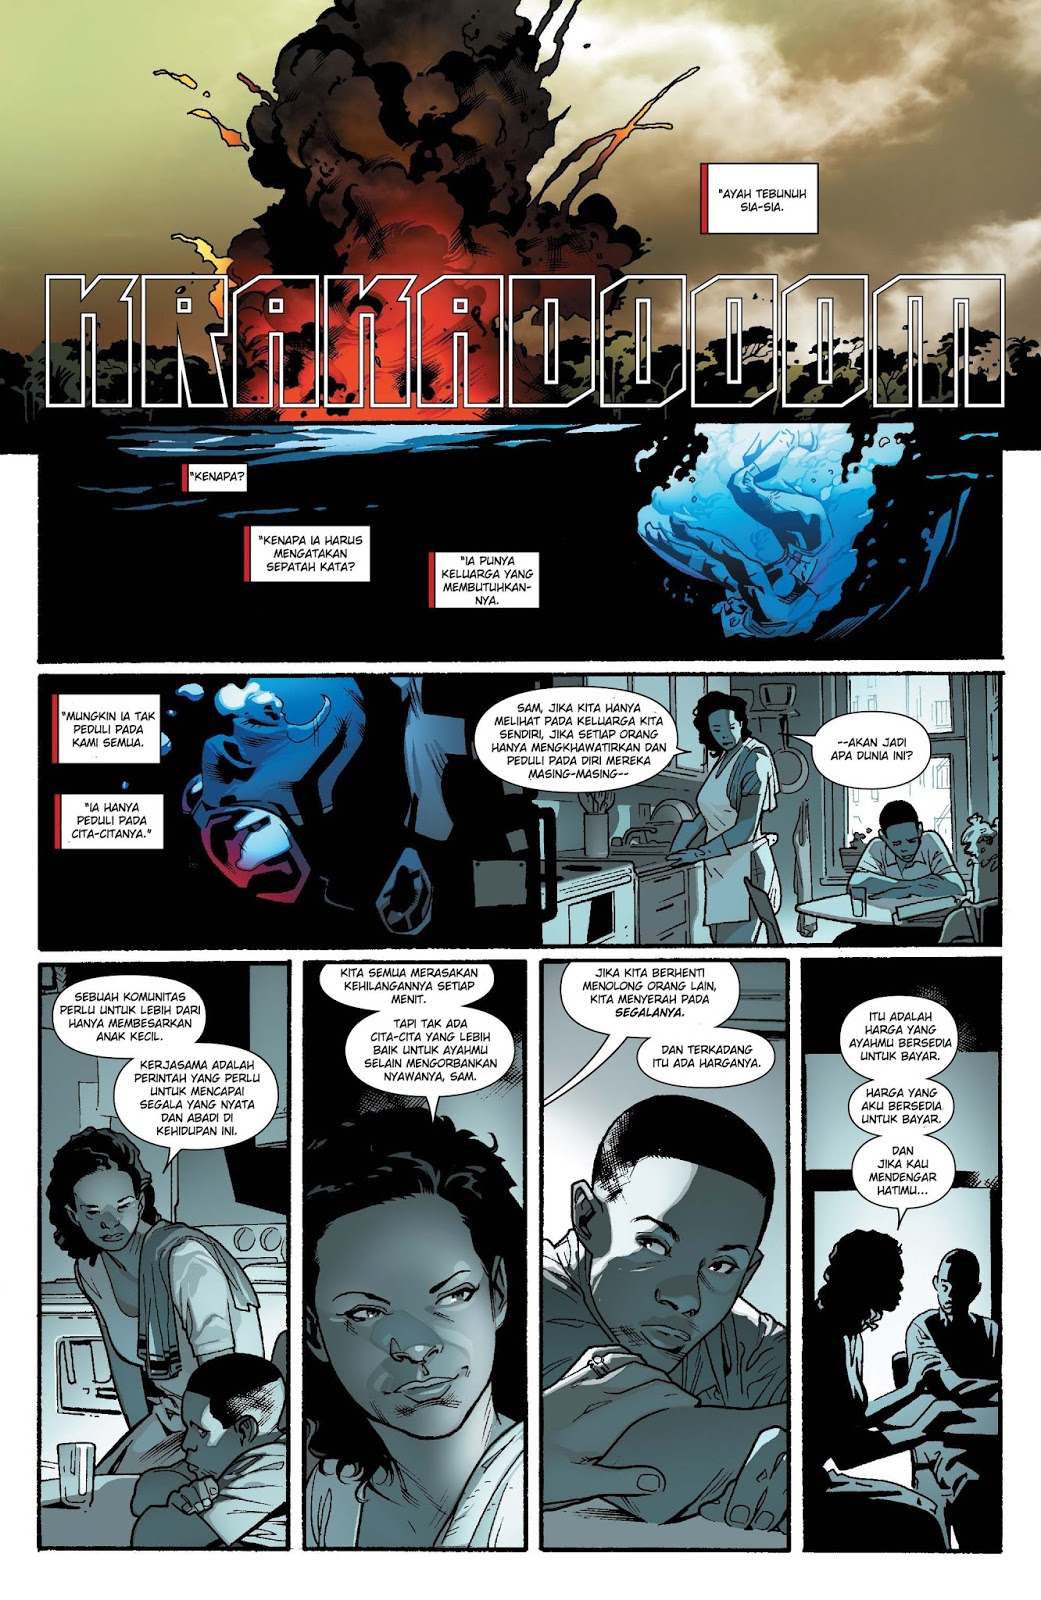 "AYAH TEBUNUH
SIA-SIA.
KRAKADOOOM
"KENAPA?
"KENAPA IA HARUS
MENGATAKAN
SEPATAH KATA?
"IA PUNYA
KELUARGA YANG
MEMBUTUHKAN-
NYA.
"MUNGKIN IA TAK
PEDULI PADA
KAMI SEMUA.
"IA HANYA
PEDULI PADA
CITA-CITANYA."
SAM, JIKA KITA HANYA
MELIHAT PADA KELUARGA KITA
SENDIRI, JIKA SETIAP ORANG
HANYA MENGKHAWATIRKAN DAN
PEDULI PADA DIRI MEREKA
MASING-MASING--
--AKAN JADI
APA DUNIA INI?
SEBUAH KOMUNITAS
PERLU UNTUK LEBIH DARI
HANYA MEMBESARKAN
ANAK KECIL.
KERJASAMA ADALAH
PERINTAH YANG PERLU
UNTUK MENCAPAI
SEGALA YANG NYATA
DAN ABADI DI
KEHIDUPAN INI.
KITA SEMUA MERASAKAN
KEHILANGANNYA SETIAP
MENIT.
TAPI TAK ADA
CITA-CITA YANG LEBIH
BAIK UNTUK AYAHMU
SELAIN MENGORBANKAN
NYAWANYA, SAM.
JIKA KITA BERHENTI
MENOLONG ORANG LAIN,
KITA MENYERAH PADA
SEGALANYA.
DAN TERKADANG
ITU ADA HARGANYA.
ITU ADALAH
HARGA YANG
AYAHMU BERSEDIA
UNTUK BAYAR.
HARGA YANG
AKU BERSEDIA
UNTUK BAYAR.
DAN
JIKA KAU
MENDENGAR
HATIMU...